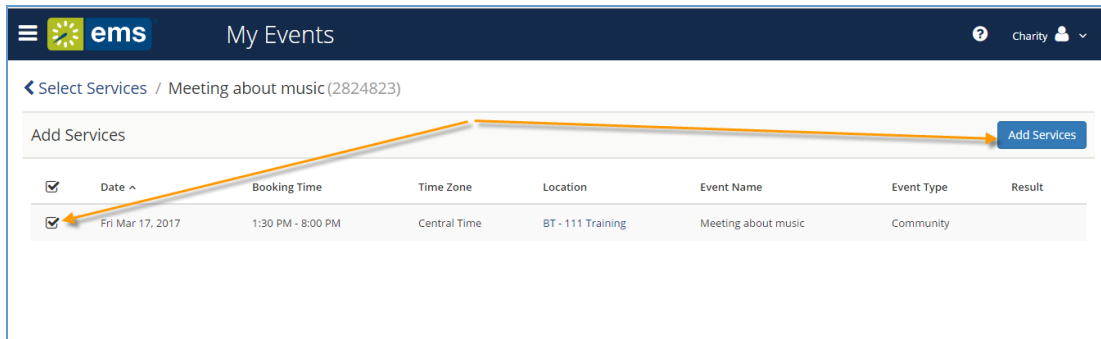 ems My Events ? Charity
Select Services / Meeting about music (2824823)
Add Services Add Services
Date Booking Time Time Zone Location Event Name Event Type Result
Fri Mar 17, 2017 1:30 PM - 8:00 PM Central Time BT - 111 Training Meeting about music Community